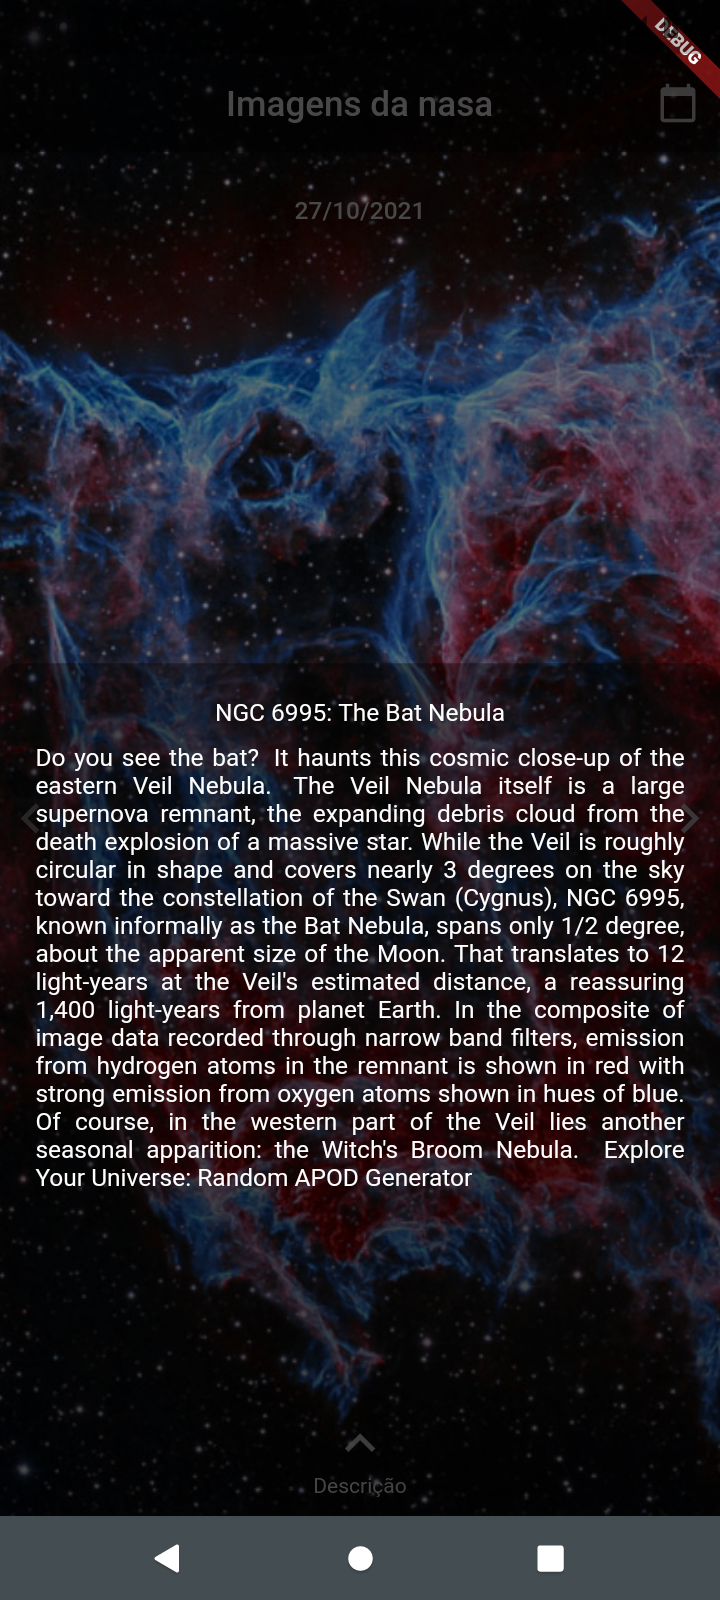 DEBUG
Imagens da nasa
27/10/2021
NGC 6995: The Bat Nebula
Do you see the bat?  It haunts this cosmic close-up of the
eastern Veil Nebula.  The Veil Nebula itself is a large
supernova remnant, the expanding debris cloud from the
death explosion of a massive star. While the Veil is roughly
circular in shape and covers nearly 3 degrees on the sky
toward the constellation of the Swan (Cygnus), NGC 6995,
known informally as the Bat Nebula, spans only 1/2 degree,
about the apparent size of the Moon. That translates to 12
light-years at the Veil's estimated distance, a reassuring
1,400 light-years from planet Earth. In the composite of
image data recorded through narrow band filters, emission
from hydrogen atoms in the remnant is shown in red with
strong emission from oxygen atoms shown in hues of blue.
Of course, in the western part of the Veil lies another
seasonal apparition: the Witch's Broom Nebula.  Explore
Your Universe: Random APOD Generator
Descrição